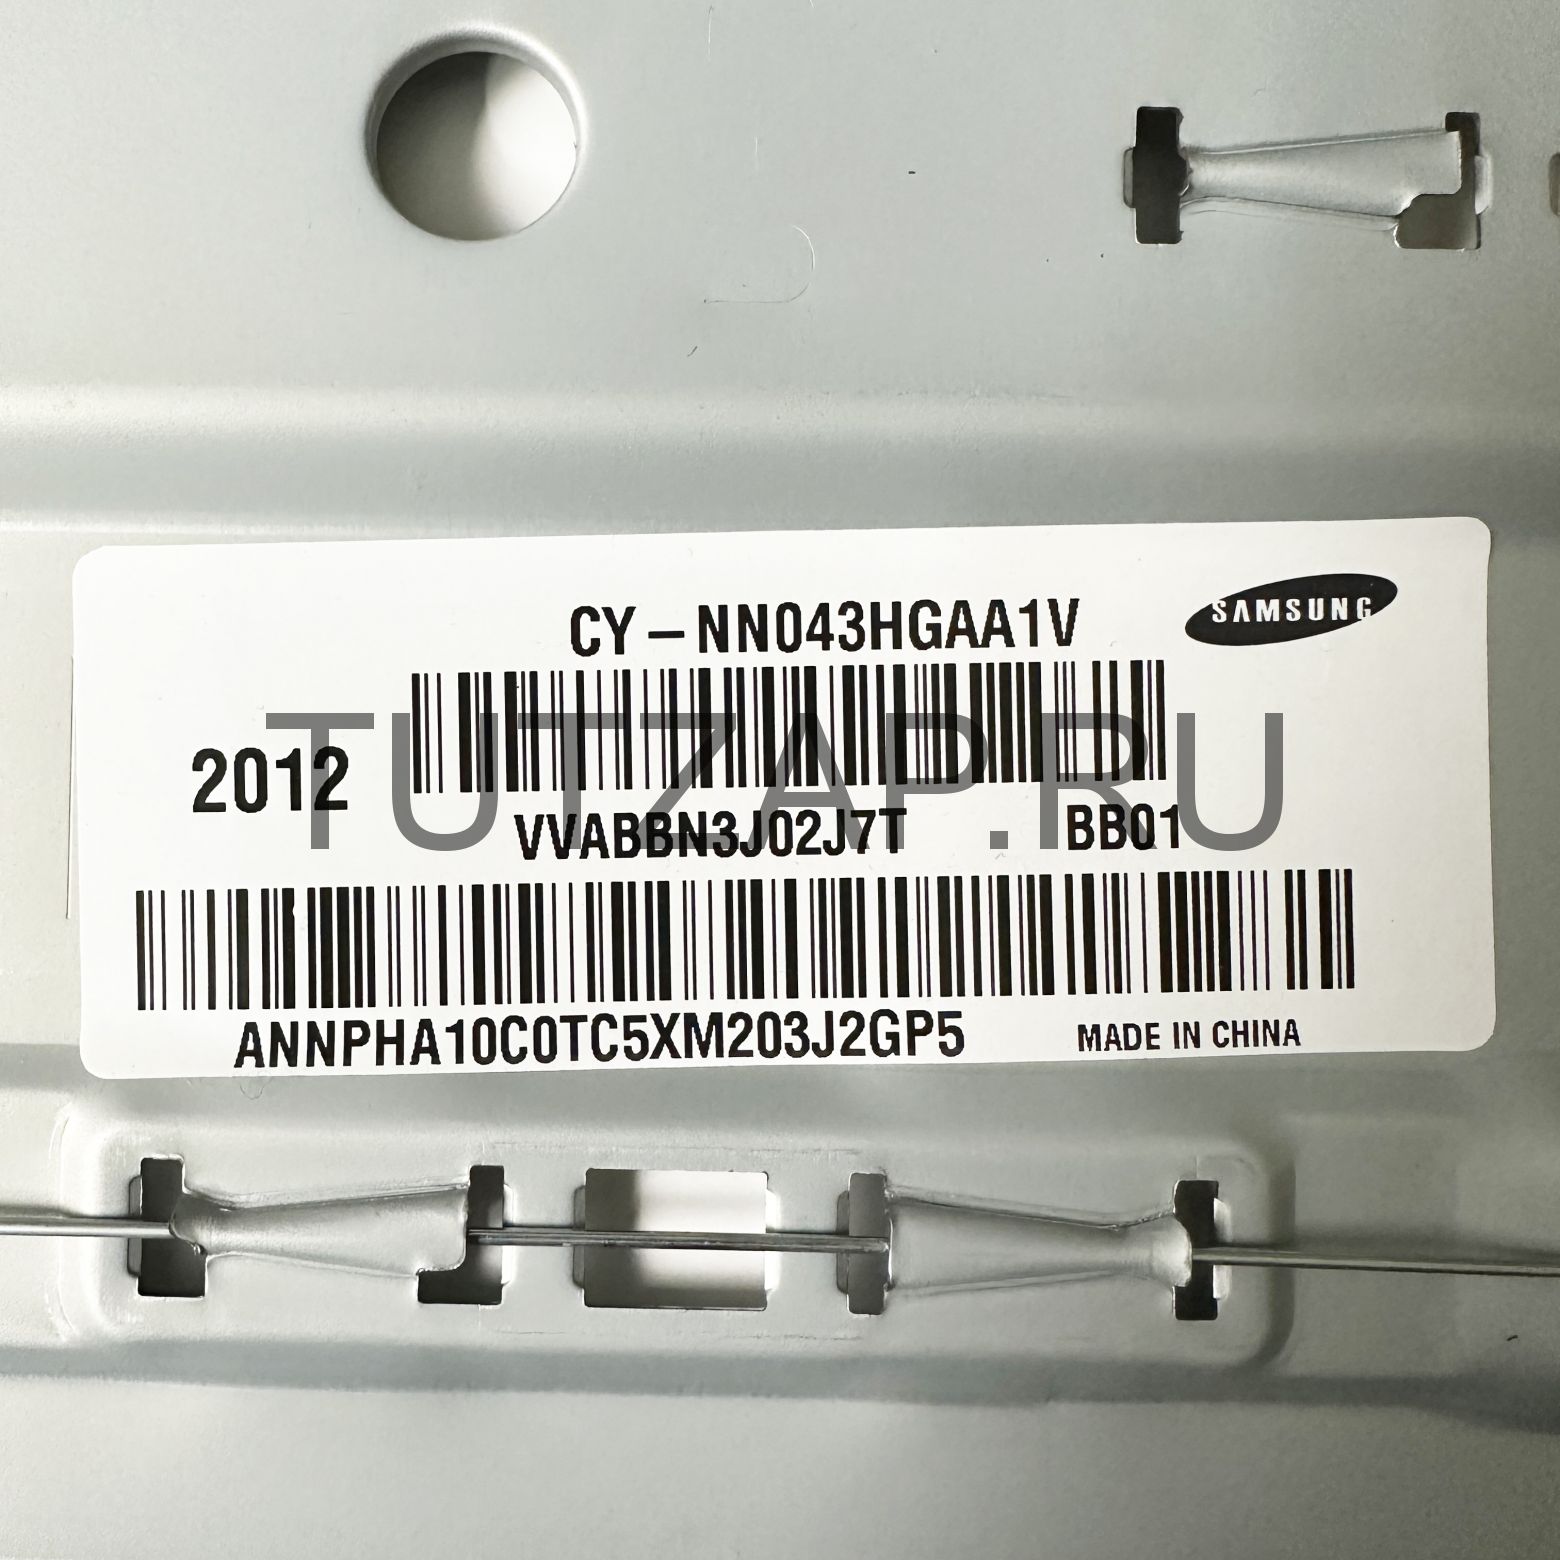 CY-NN043HGAA1V
SAMSUNG
2012
TUTZAP.RU
VVABBN3J02J7T BB01
ANNPHA10C0TC5XM203J2GP5 MADE IN CHINA